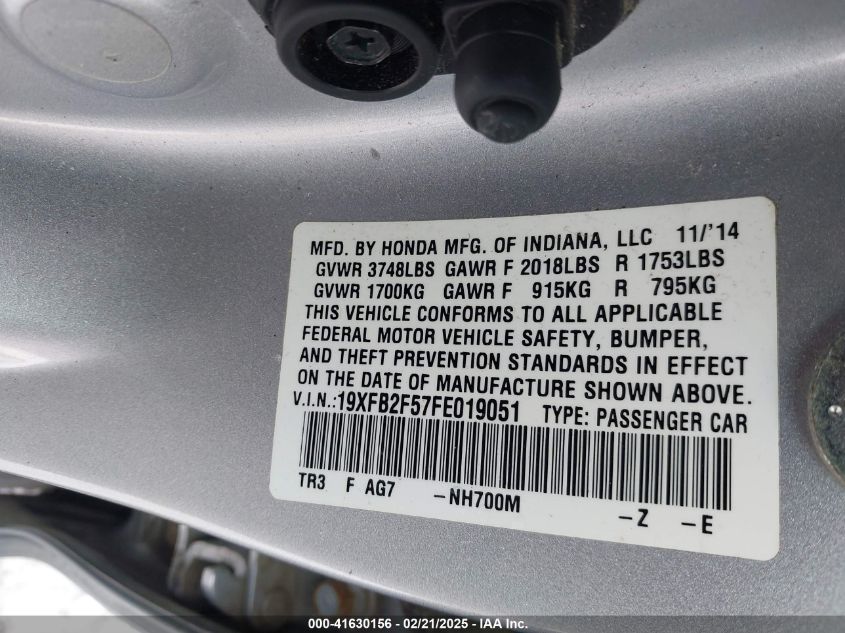 MFD. BY HONDA MFG. OF INDIANA, LLC 11/'14
GVWR 3748LBS GAWR F 2018LBS R 1753LBS
GVWR 1700KG GAWR F 915KG R 795KG
THIS VEHICLE CONFORMS TO ALL APPLICABLE
FEDERAL MOTOR VEHICLE SAFETY, BUMPER,
AND THEFT PREVENTION STANDARDS IN EFFECT
ON THE DATE OF MANUFACTURE SHOWN ABOVE.
V.I.N.:19XFB2F57FE019051 TYPE: PASSENGER CAR
TR3 F AG7 -NH700M -Z -E
000-41630156 - 02/21/2025 - IAA Inc.